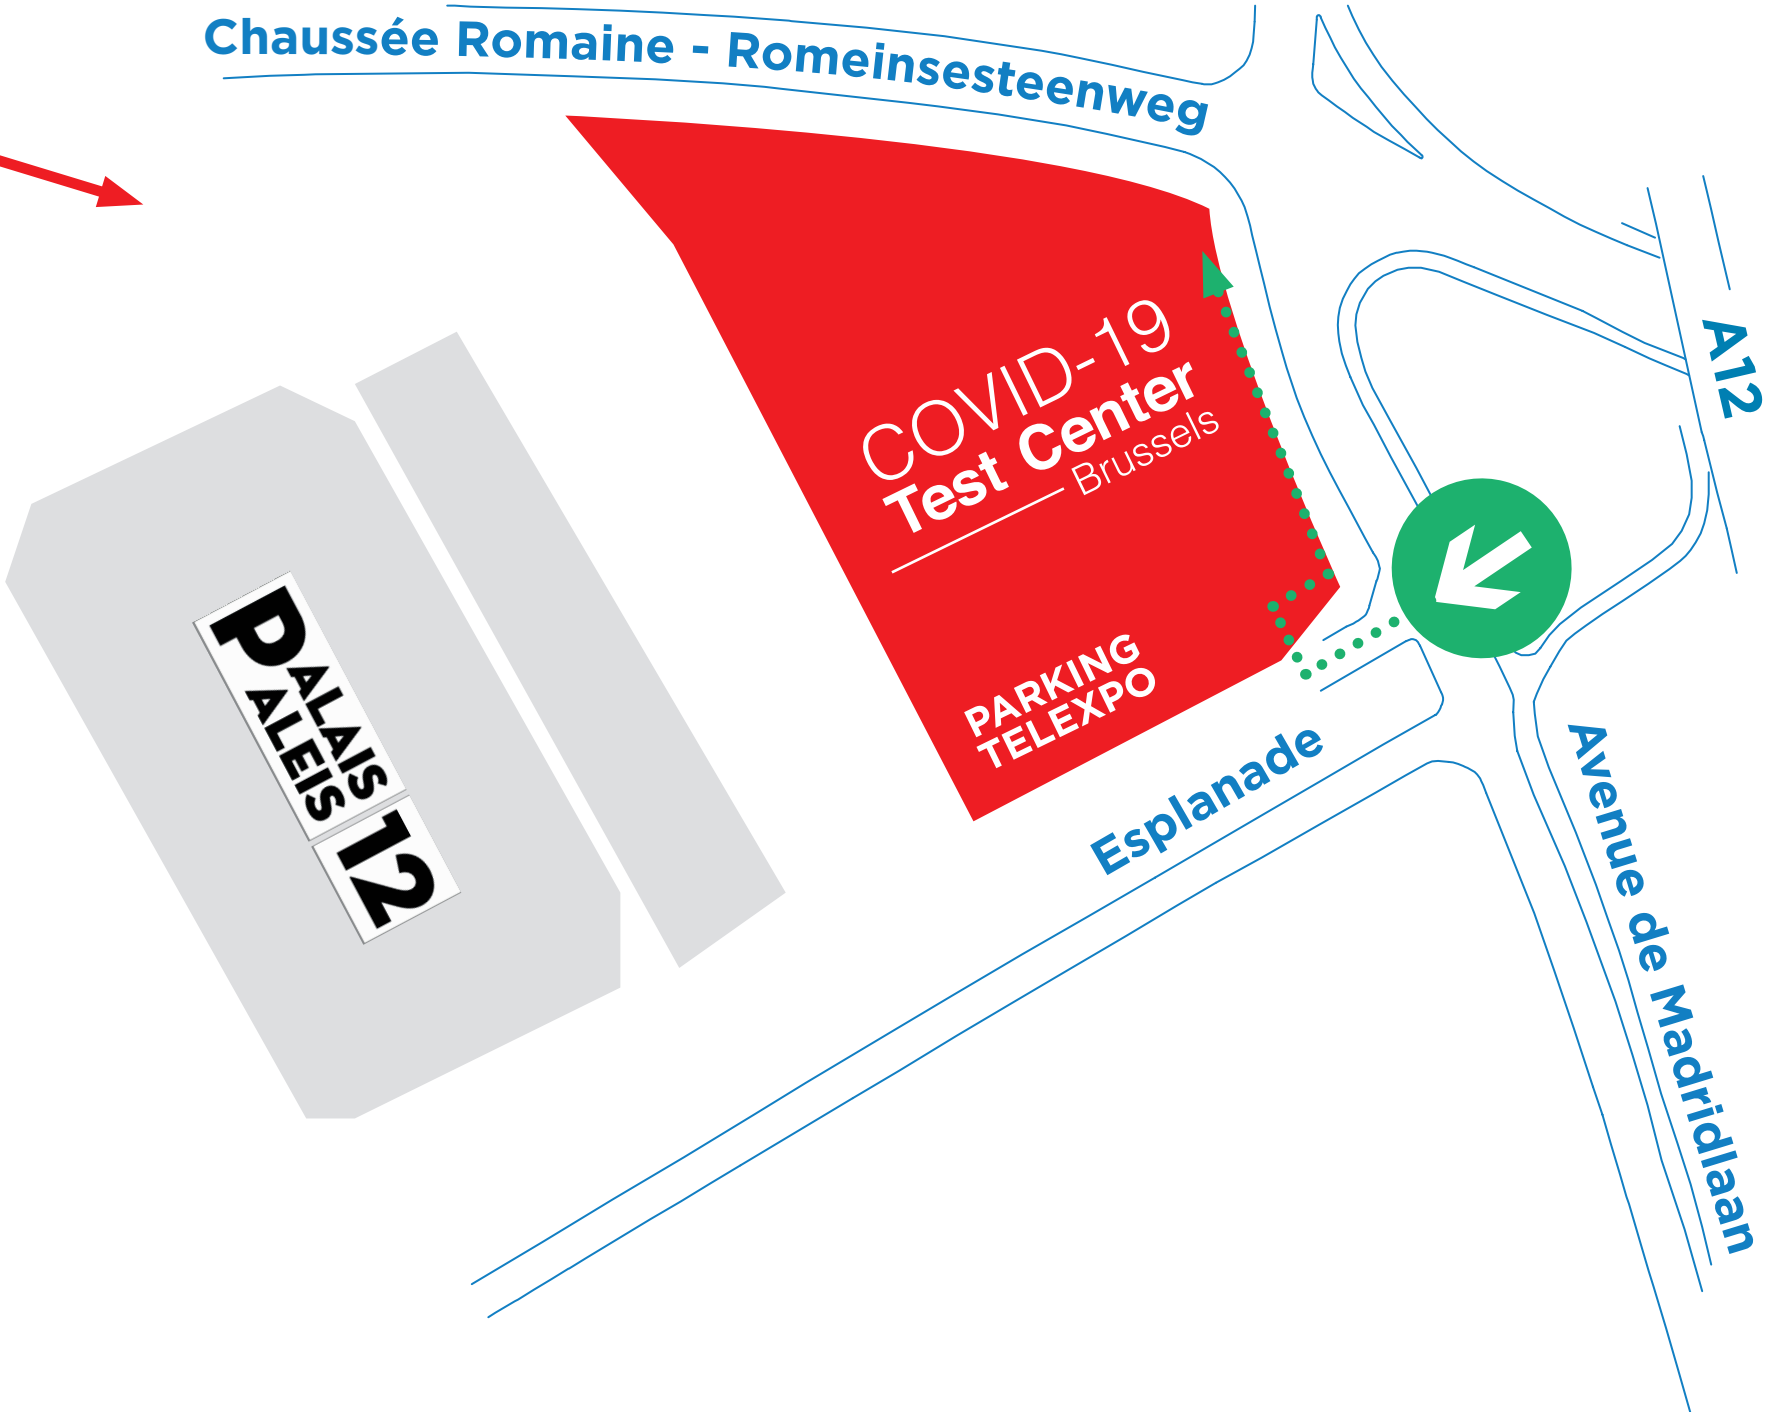 Chaussée Romaine - Romeinsesteenweg
A12
COVID-19
Test Center
Brussels
PARKING
TELEXPO
Esplanade
Avenue de Madridlaan
PALAIS
PALEIS
12